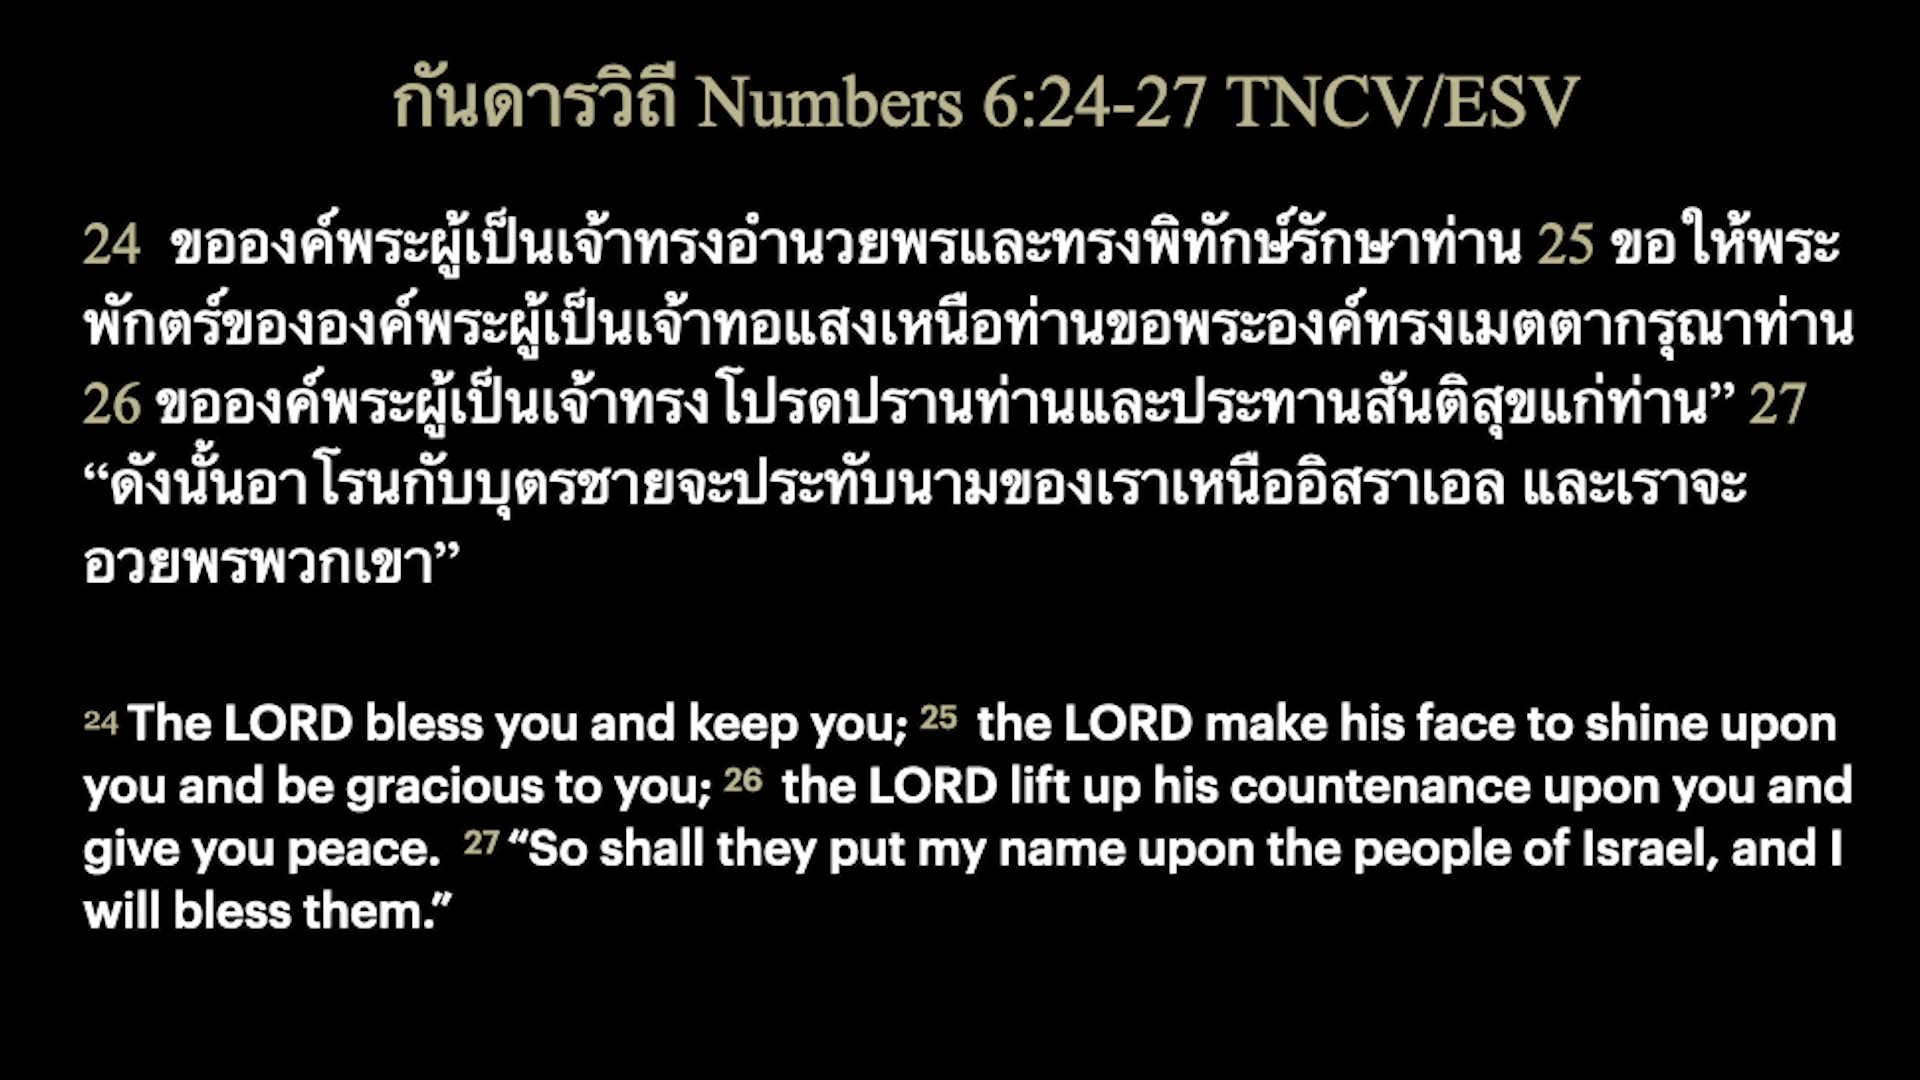 กันดารวิถี Numbers 6:24-27 TNCV/ESV
24 ขอองค์พระผู้เป็นเจ้าทรงอำนวยพรและทรงพิทักษ์รักษาท่าน 25 ขอให้พระ
พักตร์ขององค์พระผู้เป็นเจ้าทอแสงเหนือท่านขอพระองค์ทรงเมตตากรุณาท่าน
26 ขอองค์พระผู้เป็นเจ้าทรงโปรดปรานท่านและประทานสันติสุขแก่ท่าน” 27
“ดังนั้นอาโรนกับบุตรชายจะประทับนามของเราเหนืออิสราเอล และเราจะ
อวยพรพวกเขา”
24 The LORD bless you and keep you; 25 the LORD make his face to shine upon
you and be gracious to you; 26 the LORD lift up his countenance upon you and
give you peace. 27 “So shall they put my name upon the people of Israel, and I
will bless them.”